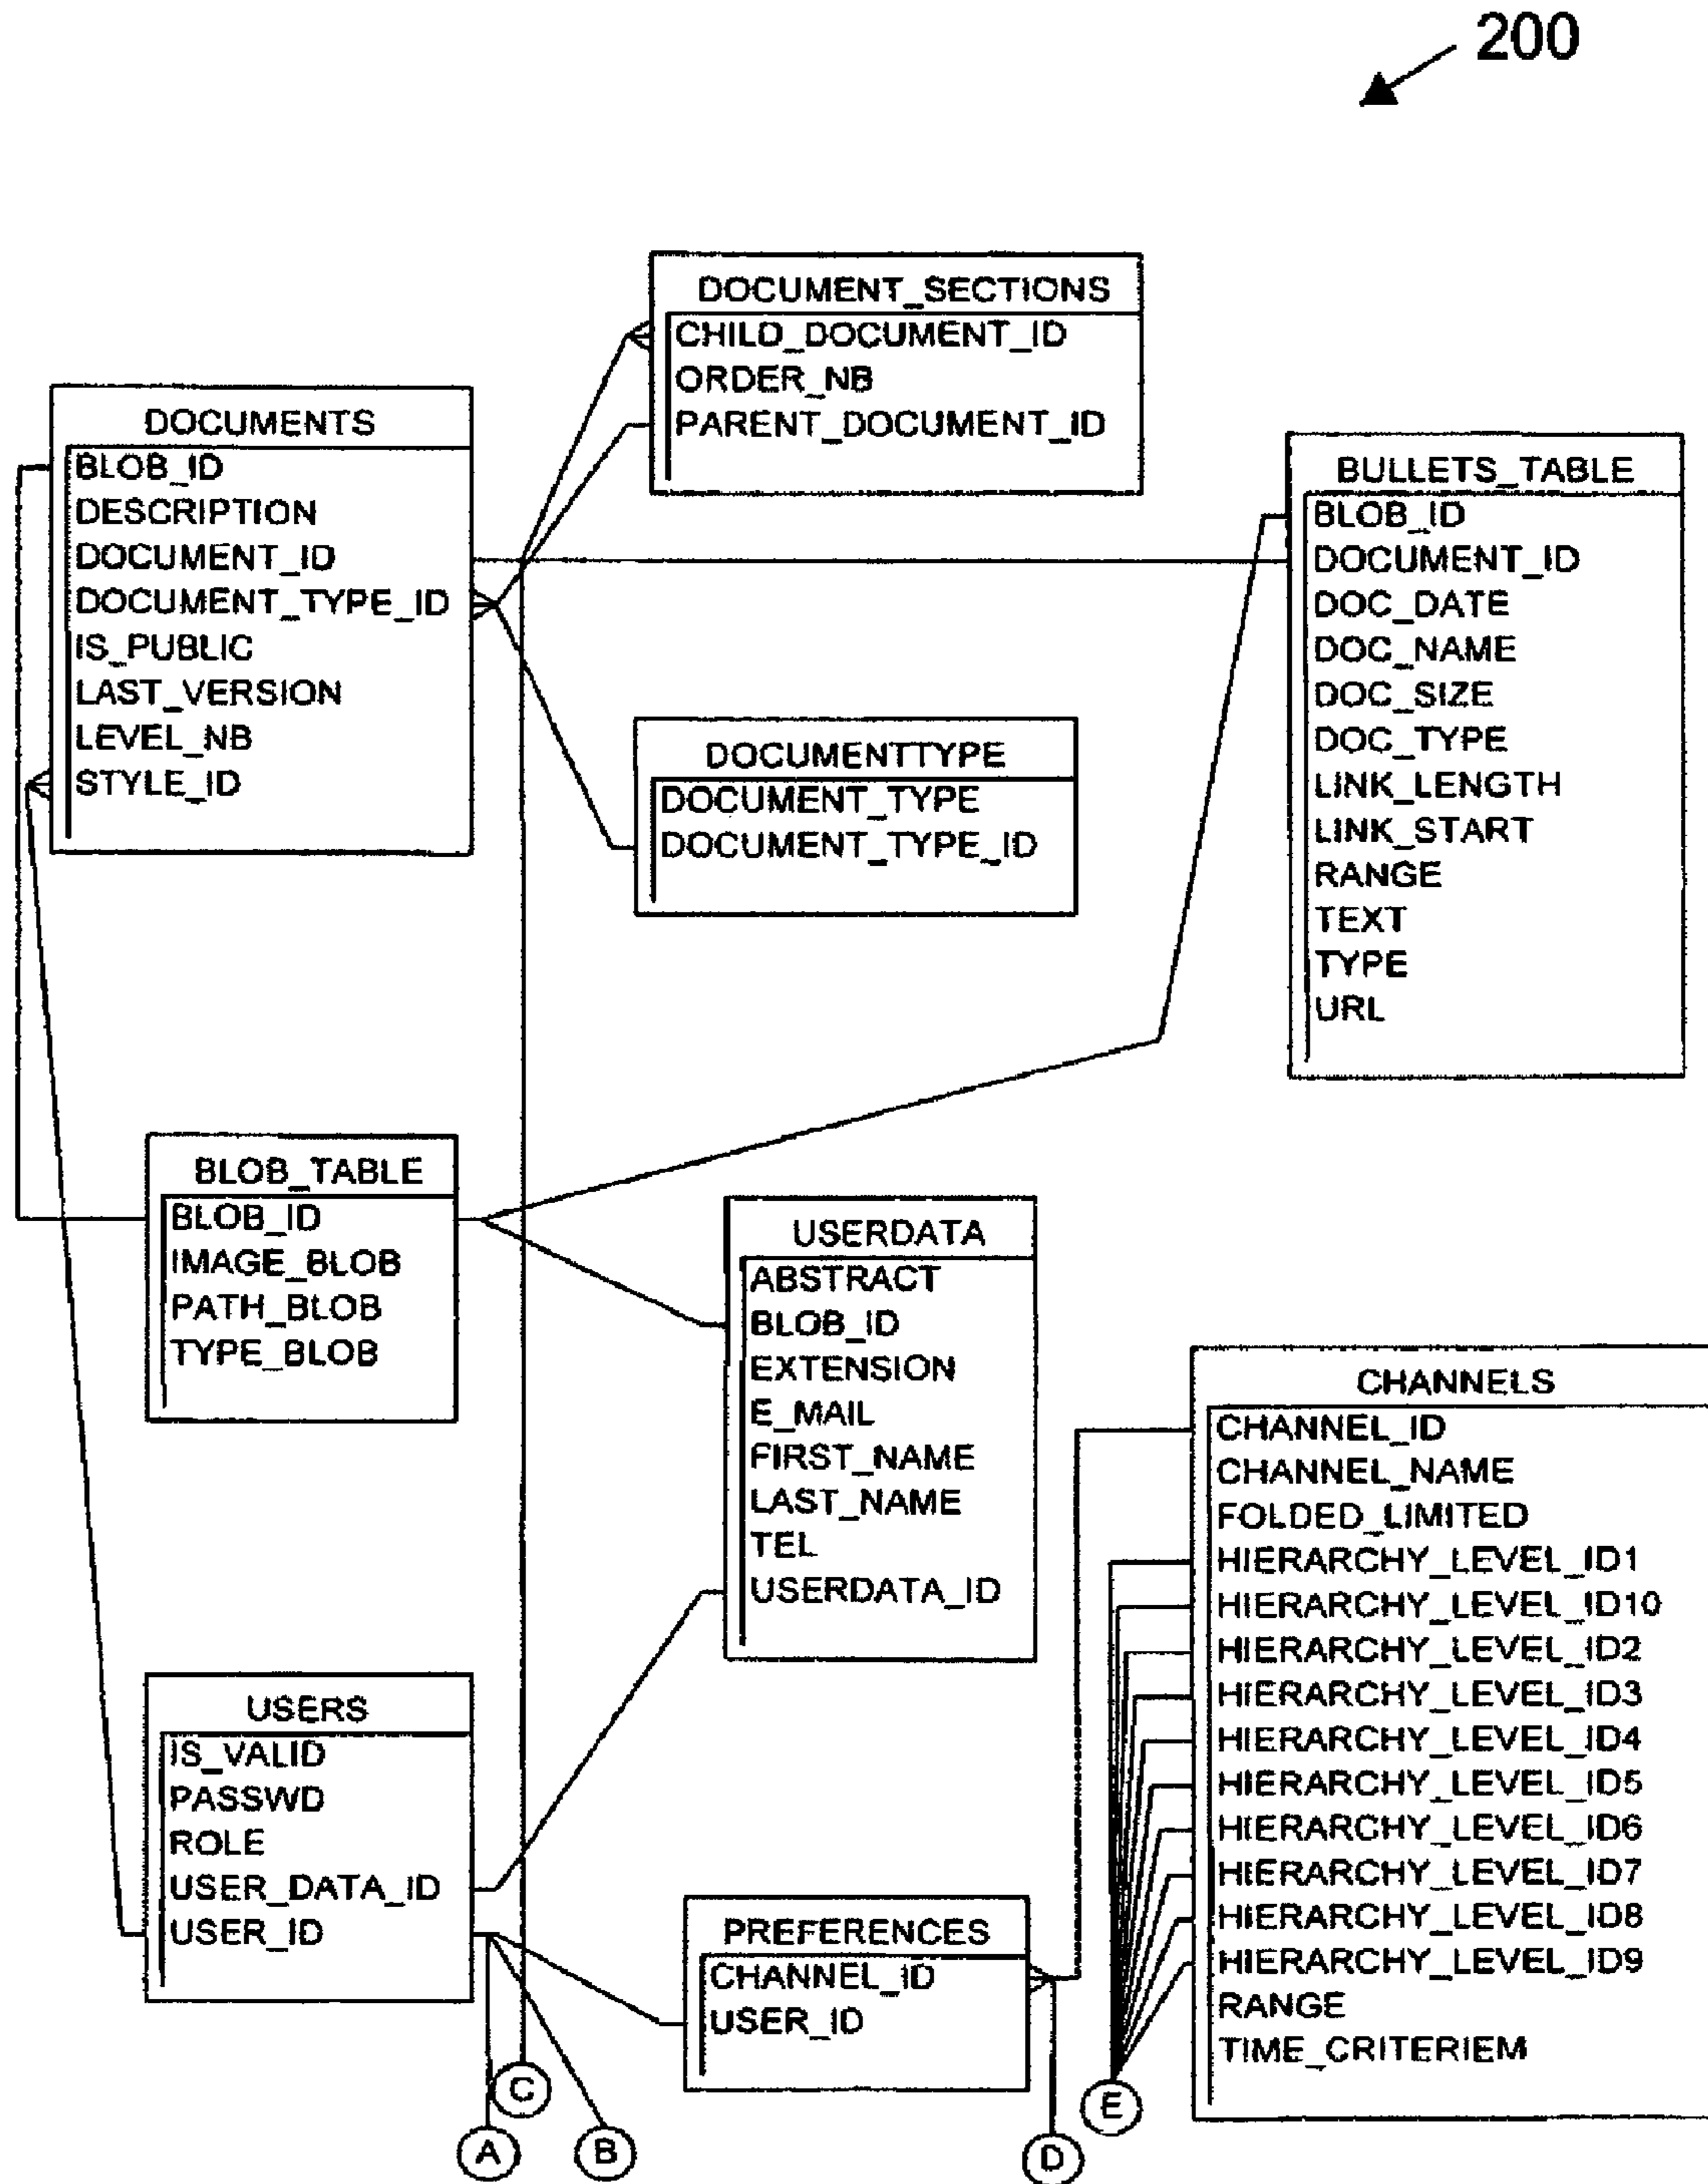 200
DOCUMENT_SECTIONS
CHILD_DOCUMENT_ID
ORDER_NB
PARENT_DOCUMENT_ID
DOCUMENTS
BLOB_ID
DESCRIPTION
DOCUMENT_ID
DOCUMENT_TYPE_ID
IS_PUBLIC
LAST_VERSION
LEVEL_NB
STYLE_ID
BULLETS_TABLE
BLOB_ID
DOCUMENT_ID
DOC_DATE
DOC_NAME
DOC_SIZE
DOC_TYPE
LINK_LENGTH
LINK_START
RANGE
TEXT
TYPE
URL
DOCUMENTTYPE
DOCUMENT_TYPE
DOCUMENT_TYPE_ID
BLOB_TABLE
BLOB_ID
IMAGE_BLOB
PATH_BLOB
TYPE_BLOB
USERDATA
ABSTRACT
BLOB_ID
EXTENSION
E_MAIL
FIRST_NAME
LAST_NAME
TEL
USERDATA_ID
CHANNELS
CHANNEL_ID
CHANNEL_NAME
FOLDED_LIMITED
HIERARCHY_LEVEL_ID1
HIERARCHY_LEVEL_ID10
HIERARCHY_LEVEL_ID2
HIERARCHY_LEVEL_ID3
HIERARCHY_LEVEL_ID4
HIERARCHY_LEVEL_ID5
HIERARCHY_LEVEL_ID6
HIERARCHY_LEVEL_ID7
HIERARCHY_LEVEL_ID8
HIERARCHY_LEVEL_ID9
RANGE
TIME_CRITERIEM
USERS
IS_VALID
PASSWD
ROLE
USER_DATA_ID
USER_ID
PREFERENCES
CHANNEL_ID
USER_ID
C
E
A
B
D